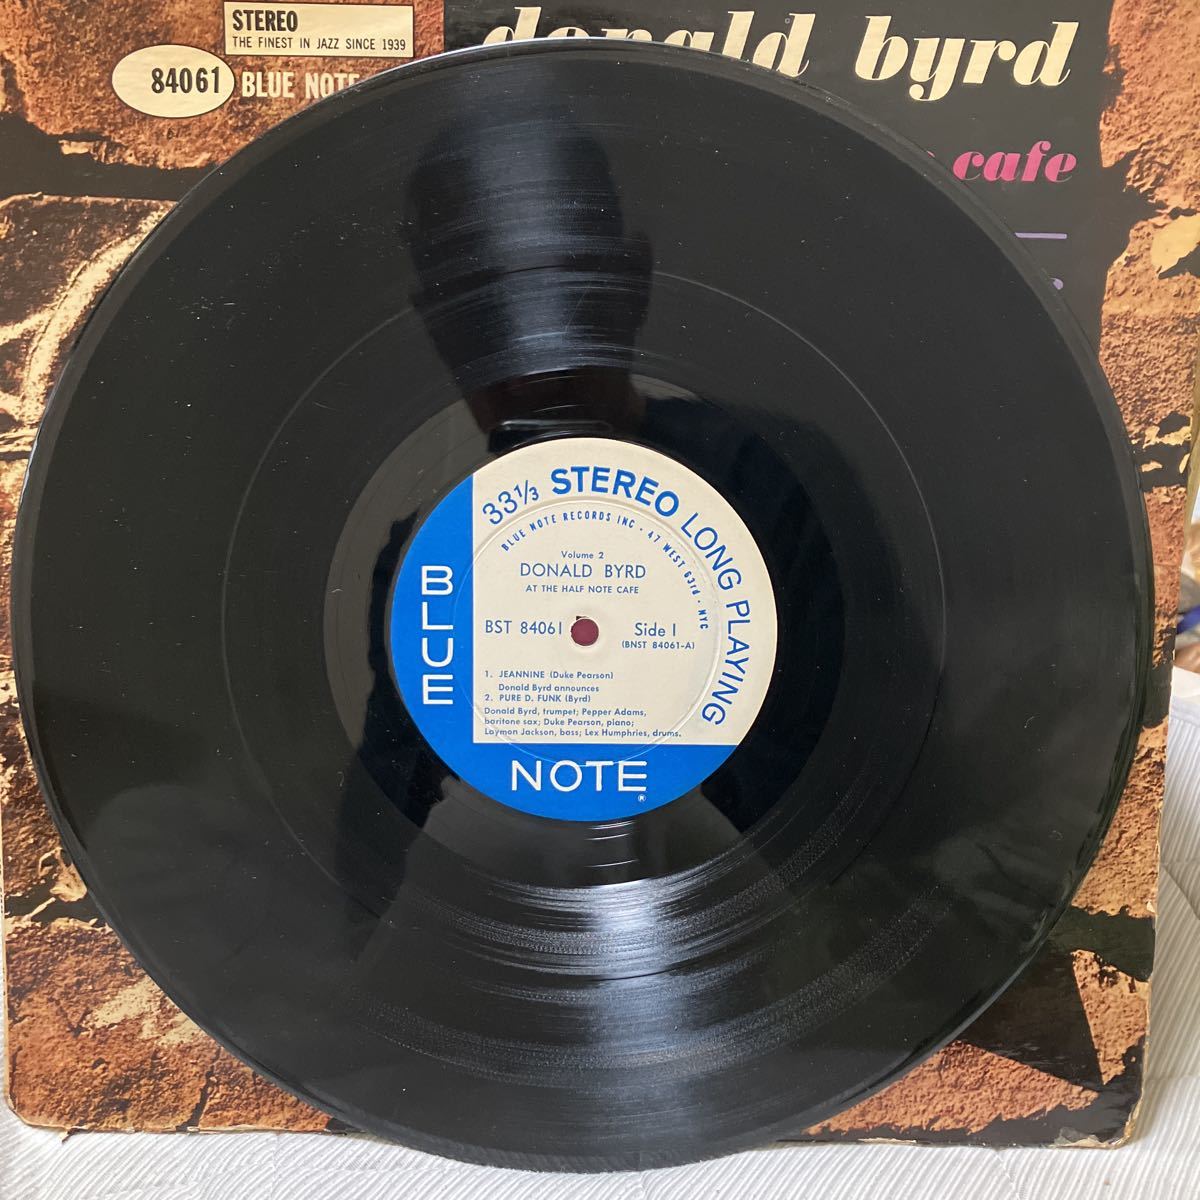 STEREO
THE FINEST IN JAZZ SINCE 1939
84061 BLUE NOTE
donald byrd
cafe
33 1/3 STEREO LONG PLAYING
BLUE NOTE RECORDS INC • 47 WEST 63rd • NYC
Volume 2
DONALD BYRD
AT THE HALF NOTE CAFE
BST 84061
Side 1
(BNST 84061-A)
1. JEANNINE (Duke Pearson)
Donald Byrd announces
2. PURE D. FUNK (Byrd)
Donald Byrd, trumpet; Pepper Adams,
baritone sax; Duke Pearson, piano;
Laymon Jackson, bass; Lex Humphries, drums.
BLUE
NOTE®